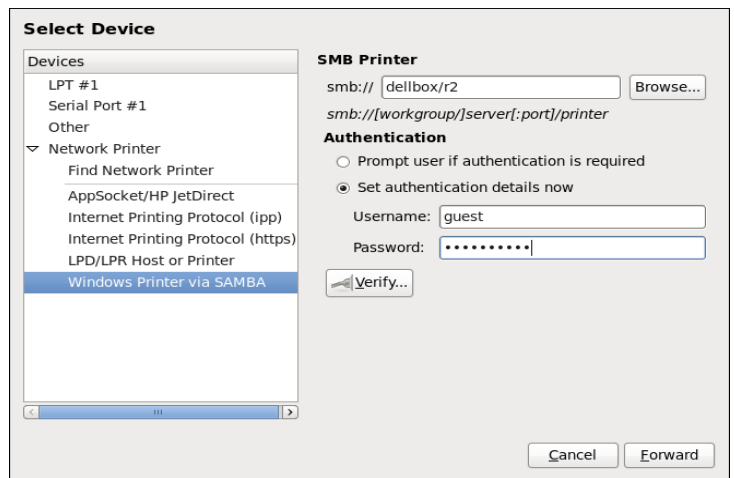 Select Device
Devices
LPT #1
Serial Port #1
Other
Network Printer
Find Network Printer
AppSocket/HP JetDirect
Internet Printing Protocol (ipp)
Internet Printing Protocol (https)
LPD/LPR Host or Printer
Windows Printer via SAMBA
SMB Printer
smb:// dellbox/r2 Browse...
smb://[workgroup/]server[:port]/printer
Authentication
Prompt user if authentication is required
Set authentication details now
Username: guest
Password: ••••••••••
Verify...
Cancel Forward